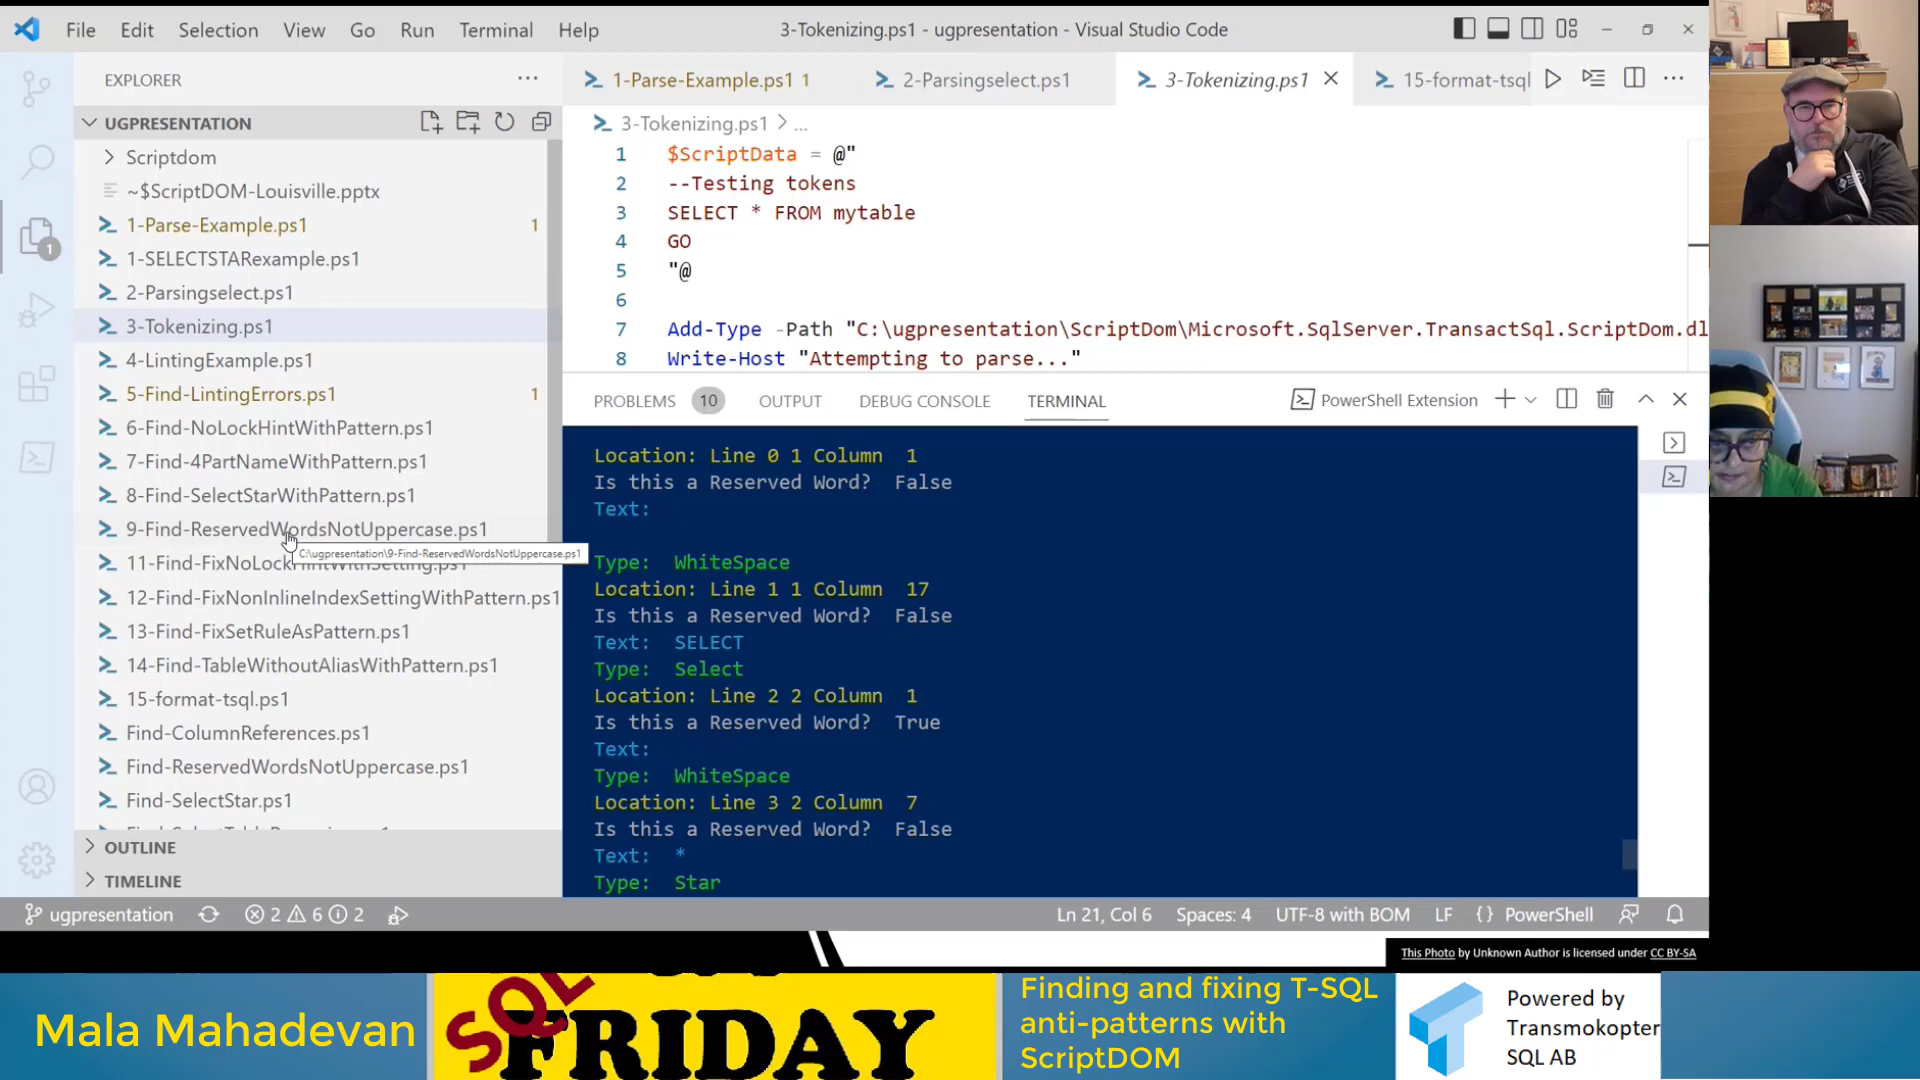 File Edit Selection View Go Run Terminal Help
3-Tokenizing.ps1 - ugpresentation - Visual Studio Code
EXPLORER
UGPRESENTATION
Scriptdom
~$ScriptDOM-Louisville.pptx
1-Parse-Example.ps1 1
1-SELECTSTARexample.ps1
2-Parsingselect.ps1
3-Tokenizing.ps1
4-LintingExample.ps1
5-Find-LintingErrors.ps1 1
6-Find-NoLockHintWithPattern.ps1
7-Find-4PartNameWithPattern.ps1
8-Find-SelectStarWithPattern.ps1
9-Find-ReservedWordsNotUppercase.ps1
C:\ugpresentation\9-Find-ReservedWordsNotUppercase.ps1
11-Find-FixNoLockHintWithSetting.ps1
12-Find-FixNonInlineIndexSettingWithPattern.ps1
13-Find-FixSetRuleAsPattern.ps1
14-Find-TableWithoutAliasWithPattern.ps1
15-format-tsql.ps1
Find-ColumnReferences.ps1
Find-ReservedWordsNotUppercase.ps1
Find-SelectStar.ps1
OUTLINE
TIMELINE
1
1-Parse-Example.ps1 1
2-Parsingselect.ps1
3-Tokenizing.ps1
15-format-tsql
3-Tokenizing.ps1 > ...
1 $ScriptData = @"
2 --Testing tokens
3 SELECT * FROM mytable
4 GO
5 "@
6
7 Add-Type -Path "C:\ugpresentation\ScriptDom\Microsoft.SqlServer.TransactSql.ScriptDom.dl
8 Write-Host "Attempting to parse..."
PROBLEMS 10 OUTPUT DEBUG CONSOLE TERMINAL
PowerShell Extension
Location: Line 0 1 Column 1
Is this a Reserved Word? False
Text:
Type: WhiteSpace
Location: Line 1 1 Column 17
Is this a Reserved Word? False
Text: SELECT
Type: Select
Location: Line 2 2 Column 1
Is this a Reserved Word? True
Text:
Type: WhiteSpace
Location: Line 3 2 Column 7
Is this a Reserved Word? False
Text: *
Type: Star
ugpresentation
2 6 2
Ln 21, Col 6 Spaces: 4 UTF-8 with BOM LF {} PowerShell
This Photo by Unknown Author is licensed under CC BY-SA
Mala Mahadevan
SQL
FRIDAY
Finding and fixing T-SQL
anti-patterns with
ScriptDOM
Powered by
Transmokopter
SQL AB